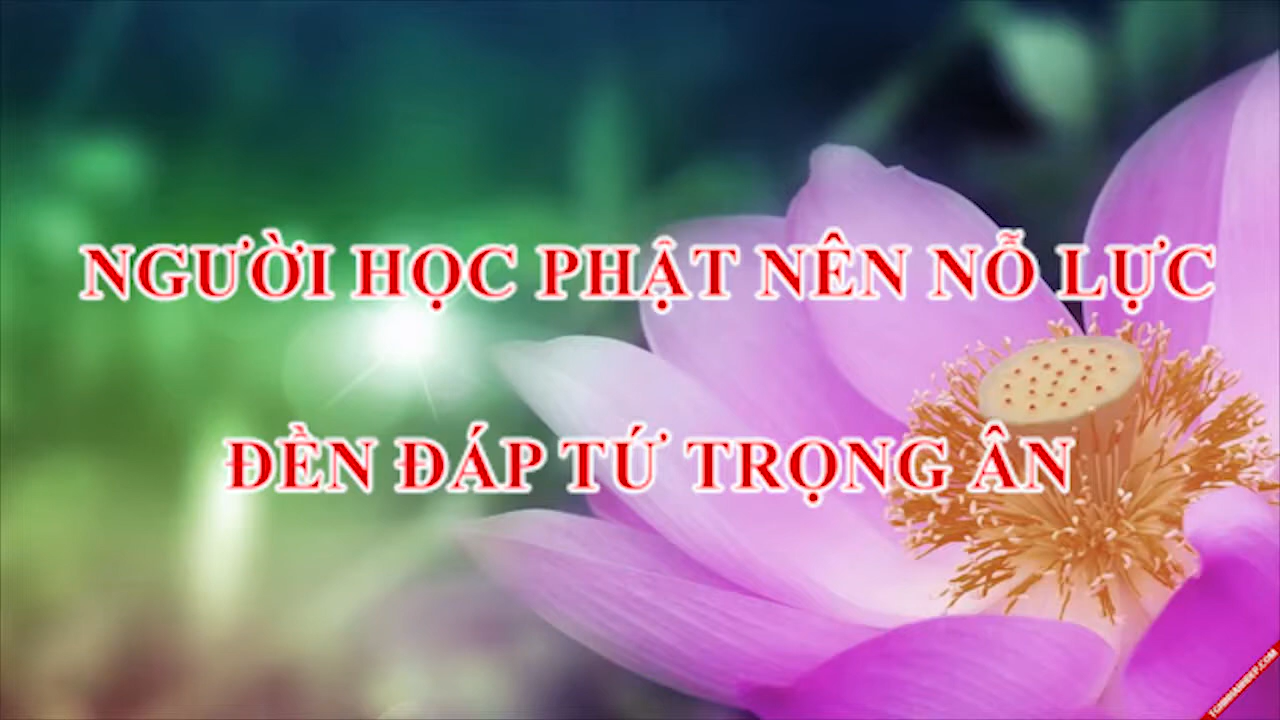 NGƯỜI HỌC PHẬT NÊN NỖ LỰC
ĐỀN ĐÁP TỨ TRỌNG ÂN